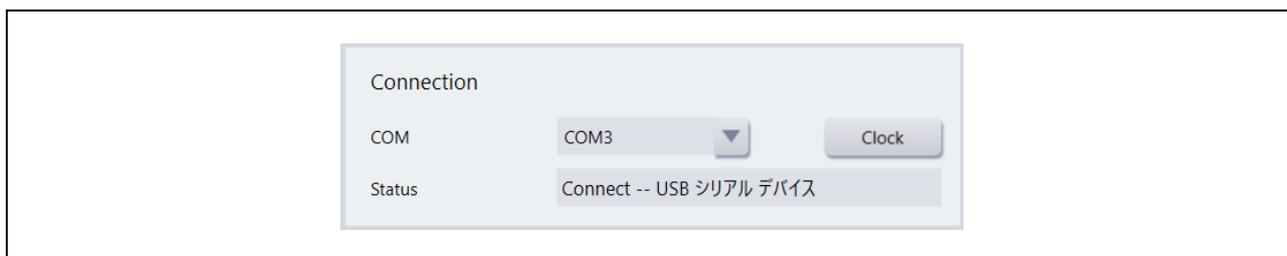 Connection
COM COM3 Clock
Status Connect -- USB シリアル デバイス